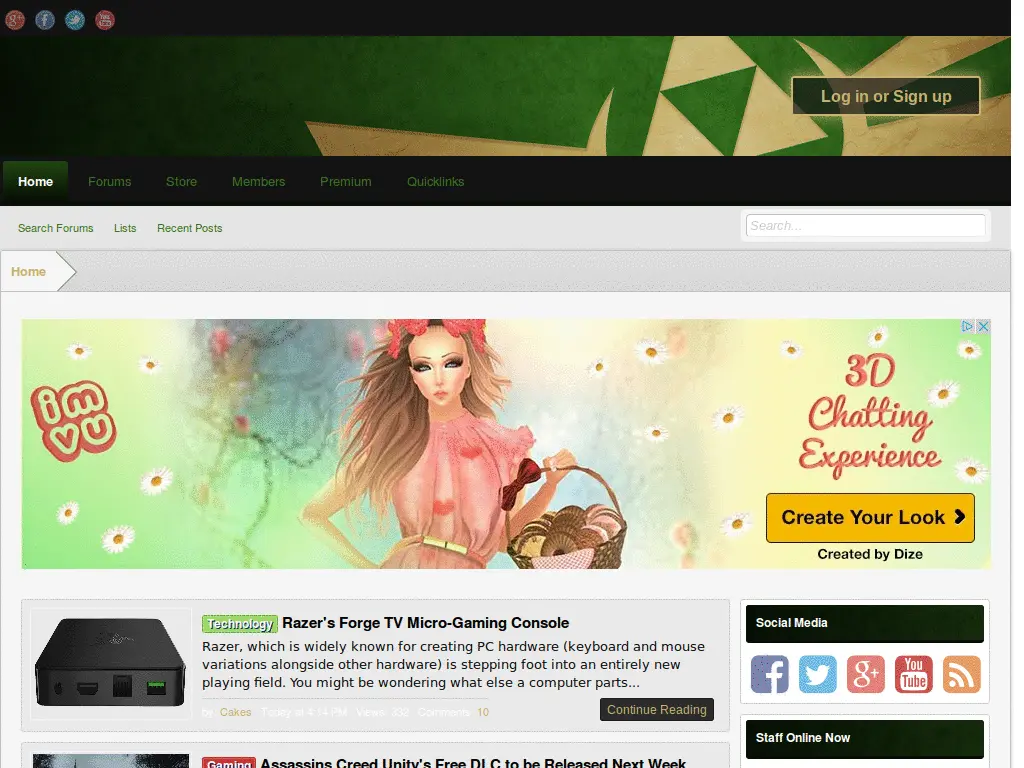 Log in or Sign up
Home
Forums
Store
Members
Premium
Quicklinks
Search Forums
Lists
Recent Posts
Search...
Home
imvu
3D
Chatting
Experience
Create Your Look
Created by Dize
Technology Razer's Forge TV Micro-Gaming Console
Razer, which is widely known for creating PC hardware (keyboard and mouse
variations alongside other hardware) is stepping foot into an entirely new
playing field. You might be wondering what else a computer parts...
by Cakes Today at 4:14 PM Views: 332 Comments: 10
Continue Reading
Social Media
You
Tube
Staff Online Now
Gaming Assassins Creed Unity's Free DLC to be Released Next Week